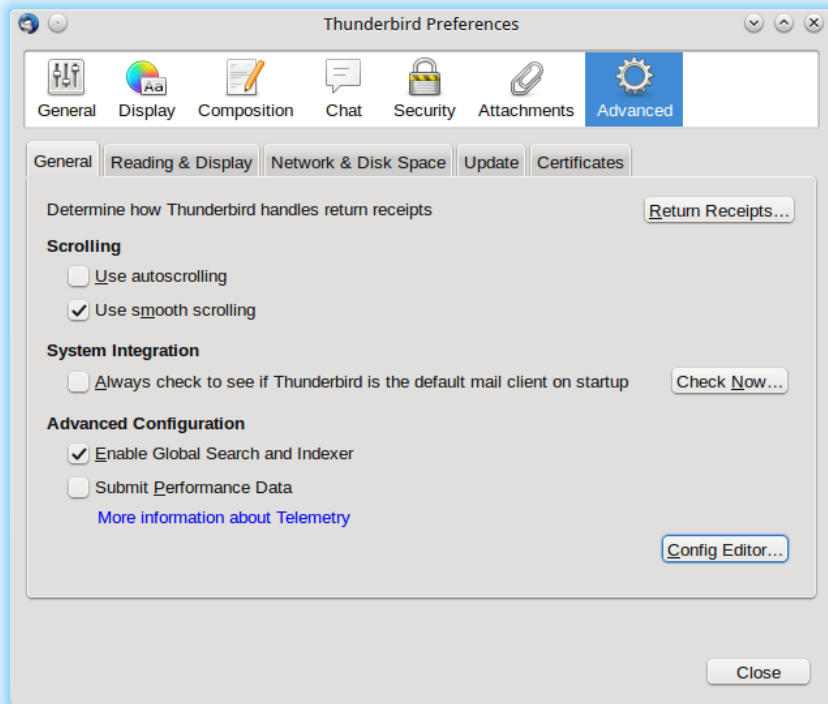 Thunderbird Preferences
General Display Composition Chat Security Attachments Advanced
General Reading & Display Network & Disk Space Update Certificates
Determine how Thunderbird handles return receipts Return Receipts...
Scrolling
Use autoscrolling
Use smooth scrolling
System Integration
Always check to see if Thunderbird is the default mail client on startup Check Now...
Advanced Configuration
Enable Global Search and Indexer
Submit Performance Data
More information about Telemetry
Config Editor...
Close